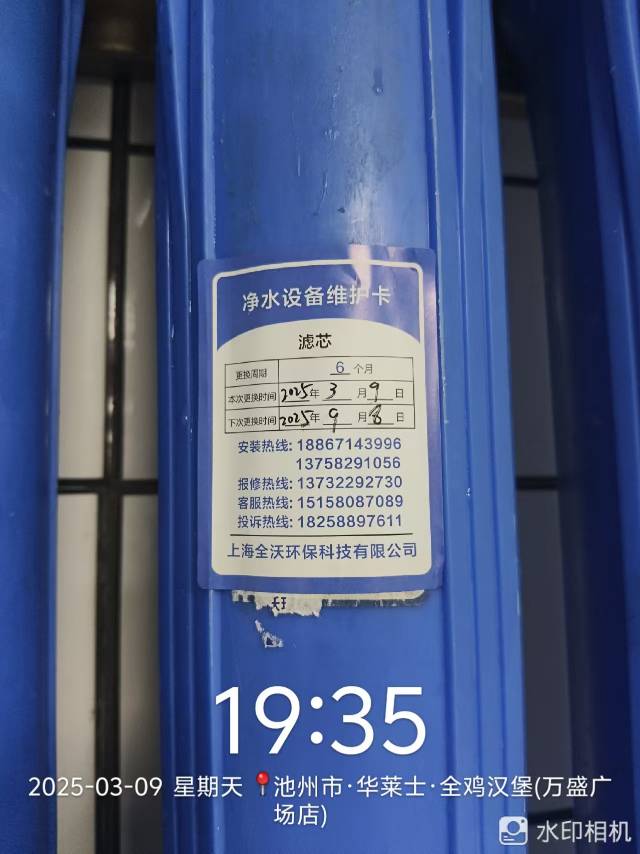 净水设备维护卡
滤芯
更换周期 6 个月
本次更换时间 2025年 3 月 9 日
下次更换时间 2025年 9 月 8 日
安装热线: 18867143996
13758291056
报修热线: 13732292730
客服热线: 15158087089
投诉热线: 18258897611
上海全沃环保科技有限公司
19:35
2025-03-09 星期天 池州市·华莱士·全鸡汉堡(万盛广
场店)
水印相机